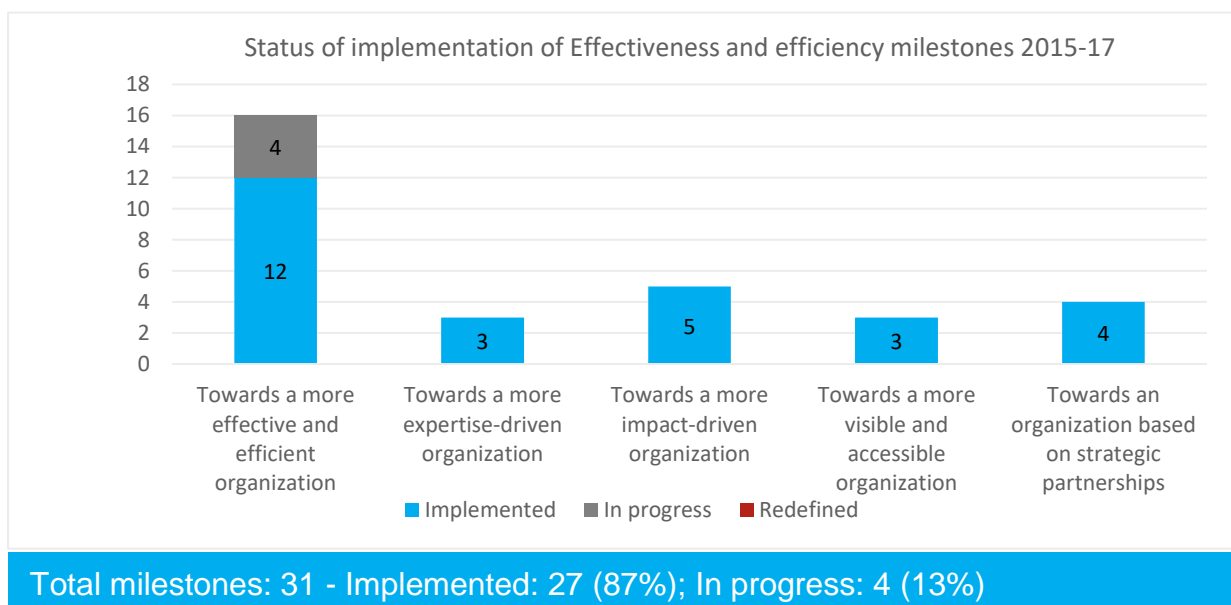 Status of implementation of Effectiveness and efficiency milestones 2015-17
18
16
14
12
10
8
6
4
2
0
4
12
3
5
3
4
Towards a more
effective and
efficient
organization
Towards a more
expertise-driven
organization
Towards a more
impact-driven
organization
Towards a more
visible and
accessible
organization
Towards an
organization based
on strategic
partnerships
Implemented
In progress
Redefined
Total milestones: 31 - Implemented: 27 (87%); In progress: 4 (13%)